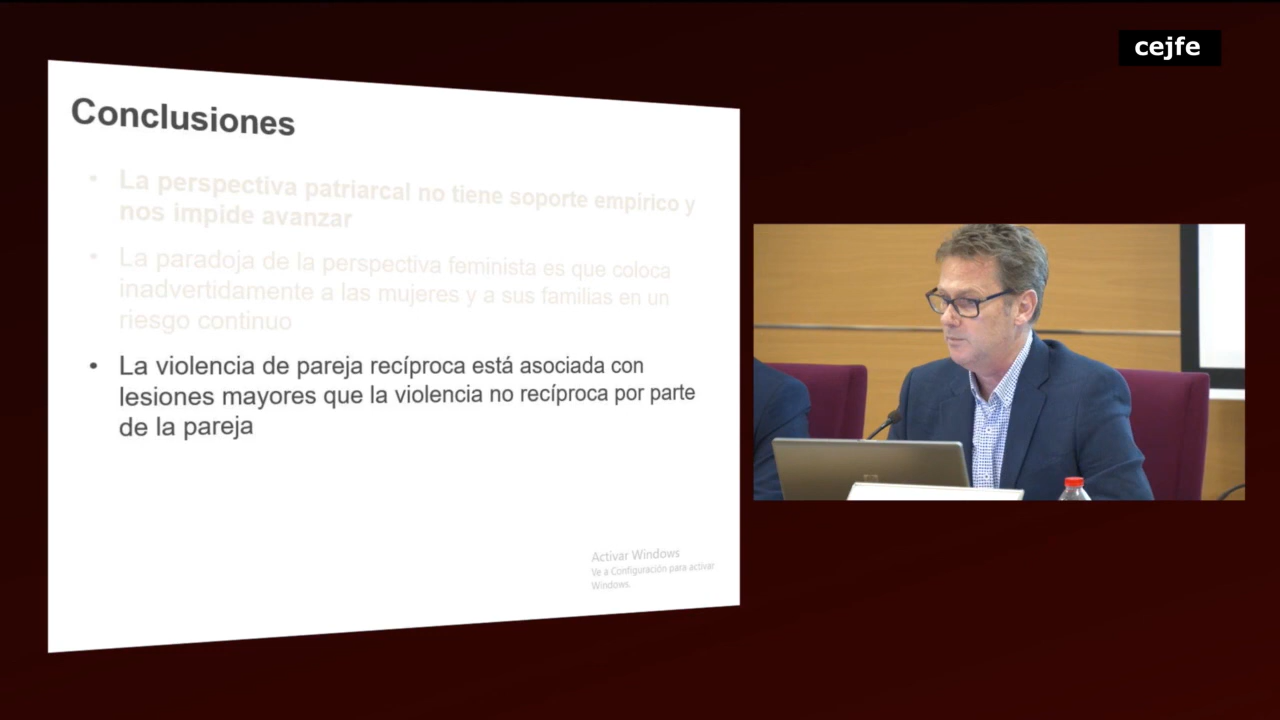 cejfe
Conclusiones
• La perspectiva patriarcal no tiene soporte empírico y
nos impide avanzar
• La paradoja de la perspectiva feminista es que coloca
inadvertidamente a las mujeres y a sus familias en un
riesgo continuo
• La violencia de pareja recíproca está asociada con
lesiones mayores que la violencia no recíproca por parte
de la pareja
Activar Windows
Ve a Configuración para activar
Windows.